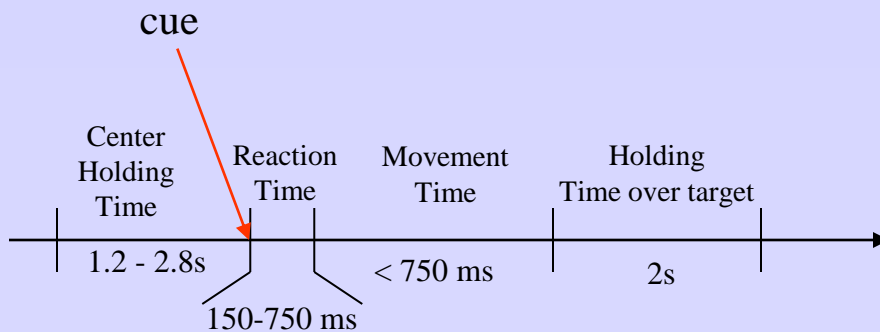 cue
Center
Holding
Time
Reaction
Time
Movement
Time
Holding
Time over target
1.2 - 2.8s
150-750 ms
< 750 ms
2s